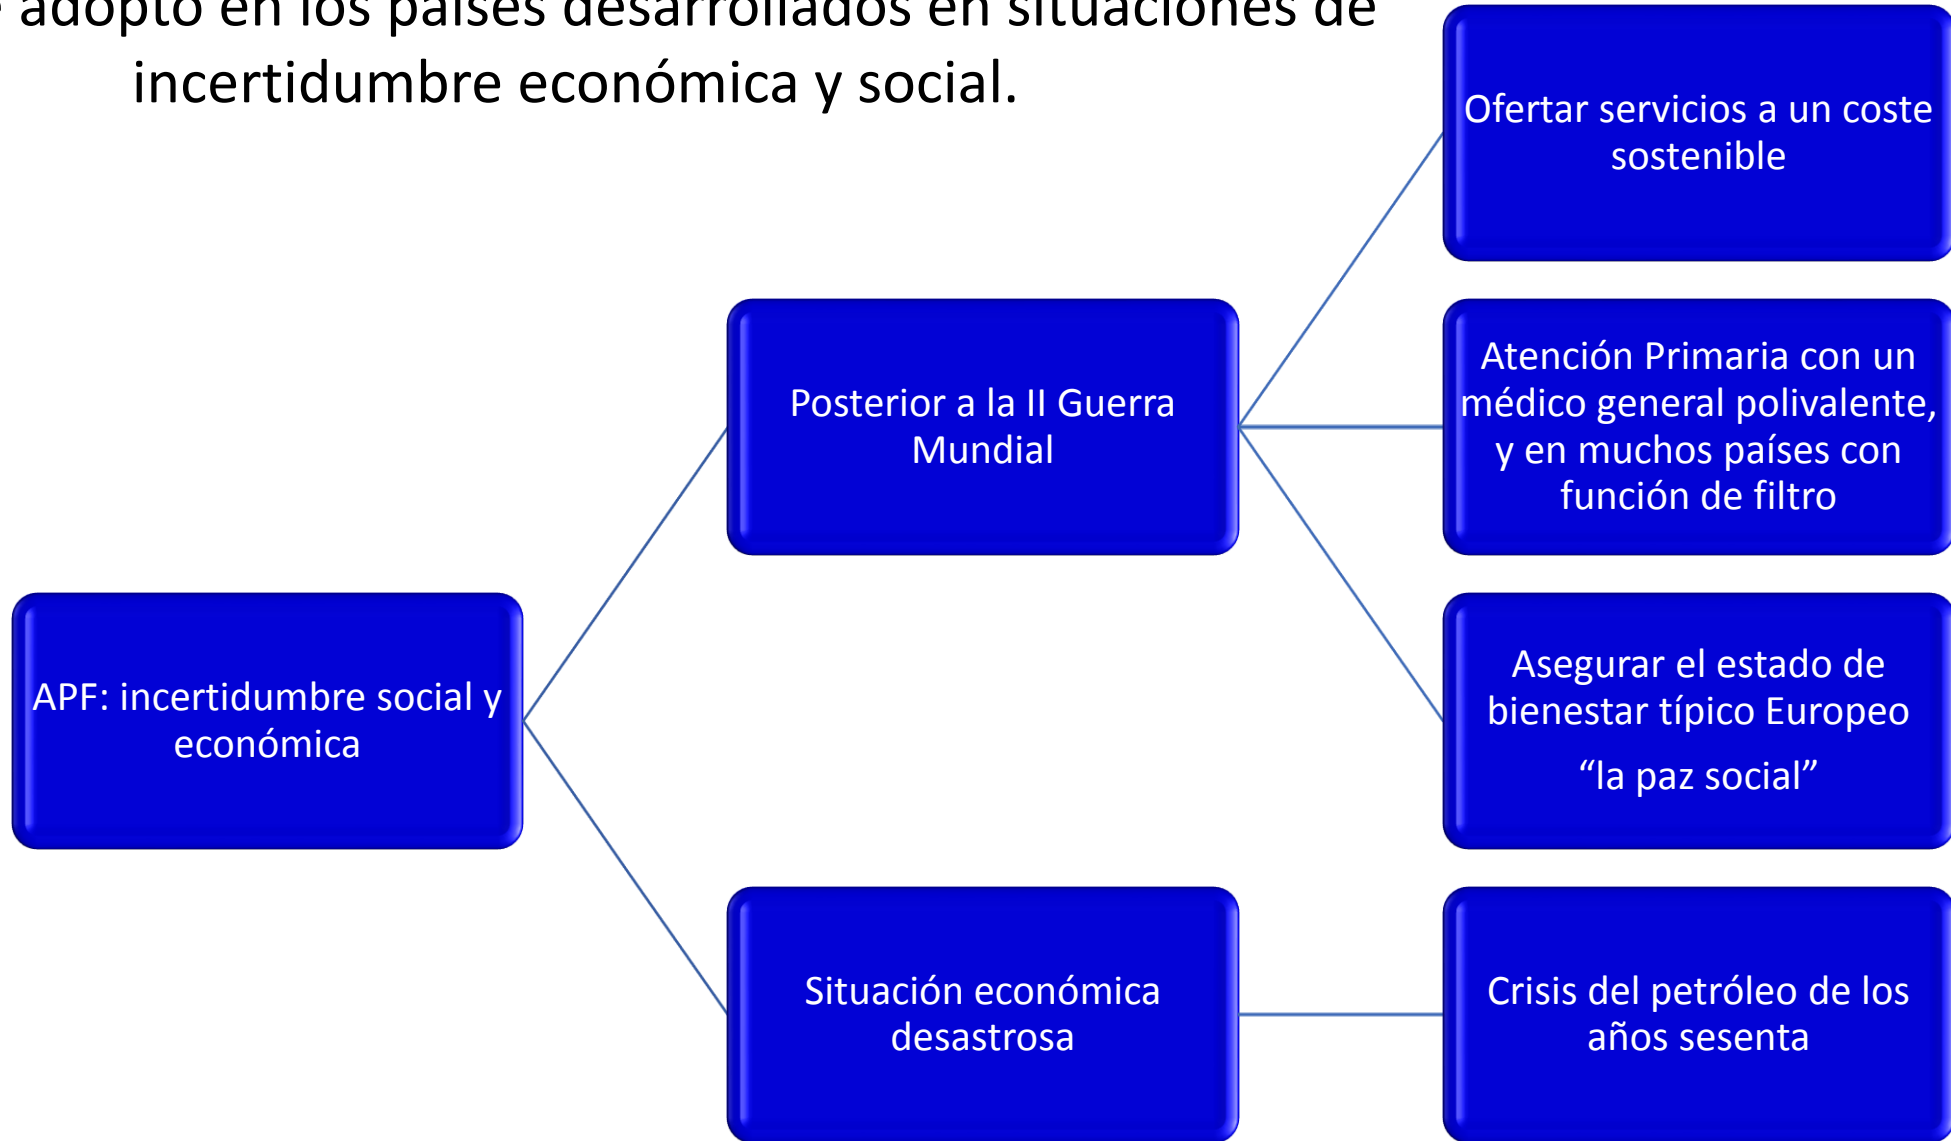 adopto en los países desarrollados en situaciones de
incertidumbre económica y social.
APF: incertidumbre social y
económica
Posterior a la II Guerra
Mundial
Ofertar servicios a un coste
sostenible
Atención Primaria con un
médico general polivalente,
y en muchos países con
función de filtro
Asegurar el estado de
bienestar típico Europeo
“la paz social”
Situación económica
desastrosa
Crisis del petróleo de los
años sesenta